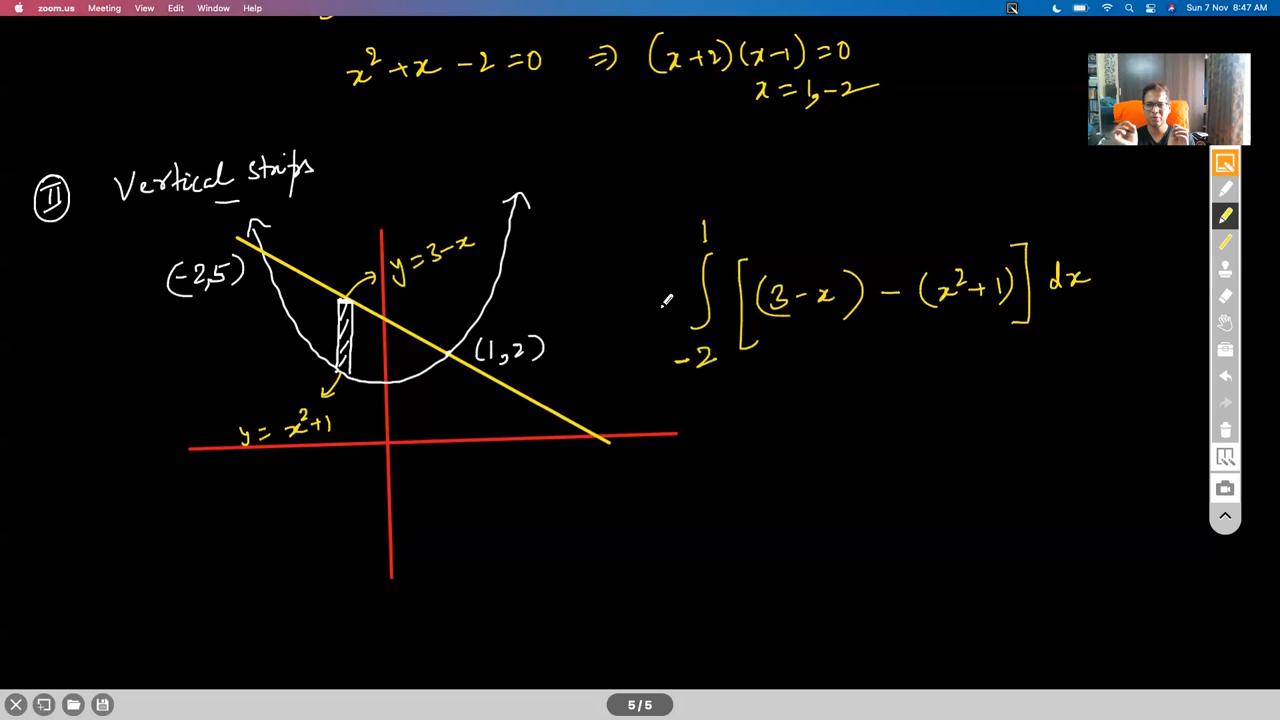 zoom.us Meeting View Edit Window Help Sun 7 Nov 8:47 AM
x² + x - 2 = 0 ⇒ (x+2)(x-1) = 0
x = 1, -2
II Vertical strips
(-2,5)
y = 3-x
(1,2)
y = x²+1
∫₋₂¹ [(3-x) - (x²+1)] dx
5/5